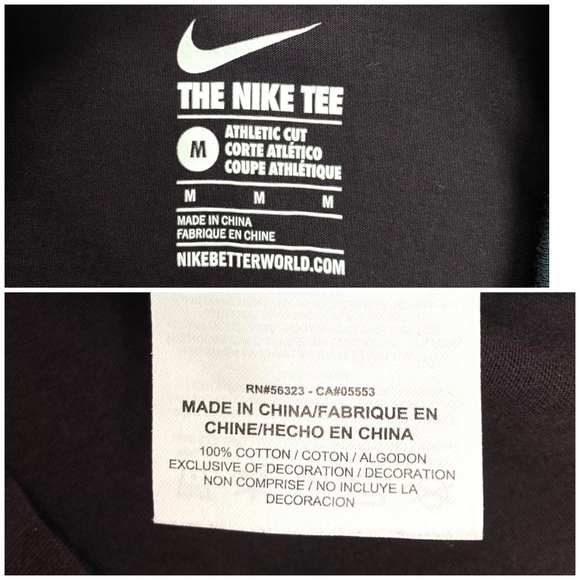 THE NIKE TEE
M
ATHLETIC CUT
CORTE ATLÉTICO
COUPE ATHLÉTIQUE
M M M
MADE IN CHINA
FABRIQUE EN CHINE
NIKEBETTERWORLD.COM
RN#56323 - CA#05553
MADE IN CHINA/FABRIQUE EN
CHINE/HECHO EN CHINA
100% COTTON / COTON / ALGODON
EXCLUSIVE OF DECORATION / DECORATION
NON COMPRISE / NO INCLUYE LA
DECORACION